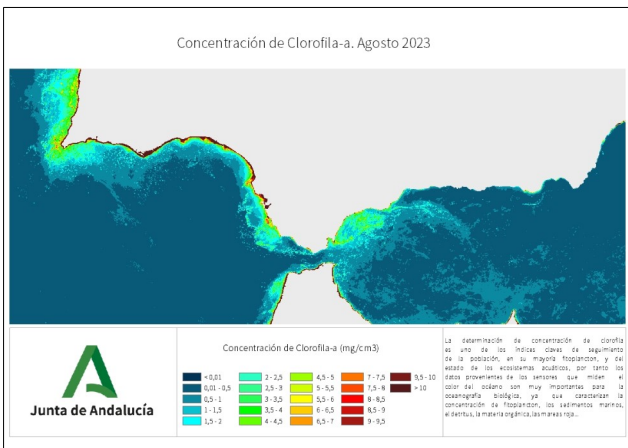 Concentración de Clorofila-a. Agosto 2023
Junta de Andalucía
Concentración de Clorofila-a (mg/cm3)
<0,01
0,01 - 0,5
0,5 - 1
1 - 1,5
1,5 - 2
2 - 2,5
2,5 - 3
3 - 3,5
3,5 - 4
4 - 4,5
4,5 - 5
5 - 5,5
5,5 - 6
6 - 6,5
6,5 - 7
7 - 7,5
7,5 - 8
8 - 8,5
8,5 - 9
9 - 9,5
9,5 - 10
>10
La determinación de concentración de clorofila
es uno de los índices claves de seguimiento
de la población, en su mayoría fitoplancton, y del
estado de los ecosistemas acuáticos, por tanto los
datos provenientes de los sensores que miden el
color del océano son muy importantes para la
oceanografía biológica, ya que caracterizan la
concentración de fitoplancton, los sedimentos marinos,
el detritus, la materia orgánica, las mareas roja...